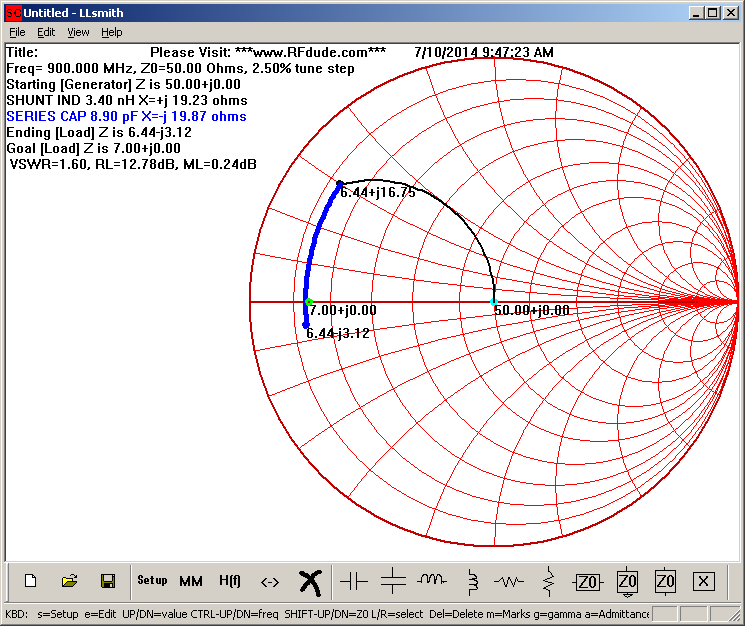 Untitled - LLsmith
File Edit View Help
Title: Please Visit: ***www.RFdude.com*** 7/10/2014 9:47:23 AM
Freq= 900.000 MHz, Z0=50.00 Ohms, 2.50% tune step
Starting [Generator] Z is 50.00+j0.00
SHUNT IND 3.40 nH X=+j 19.23 ohms
SERIES CAP 8.90 pF X=-j 19.87 ohms
Ending [Load] Z is 6.44-j3.12
Goal [Load] Z is 7.00+j0.00
VSWR=1.60, RL=12.78dB, ML=0.24dB
6.44+j16.75
7.00+j0.00
50.00+j0.00
6.44-j3.12
Setup MM H(f) <-> Z0 Z0 Z0
KBD: s=Setup e=Edit UP/DN=value CTRL-UP/DN=freq SHIFT-UP/DN=Z0 L/R=select Del=Delete m=Marks g=gamma a=Admittance